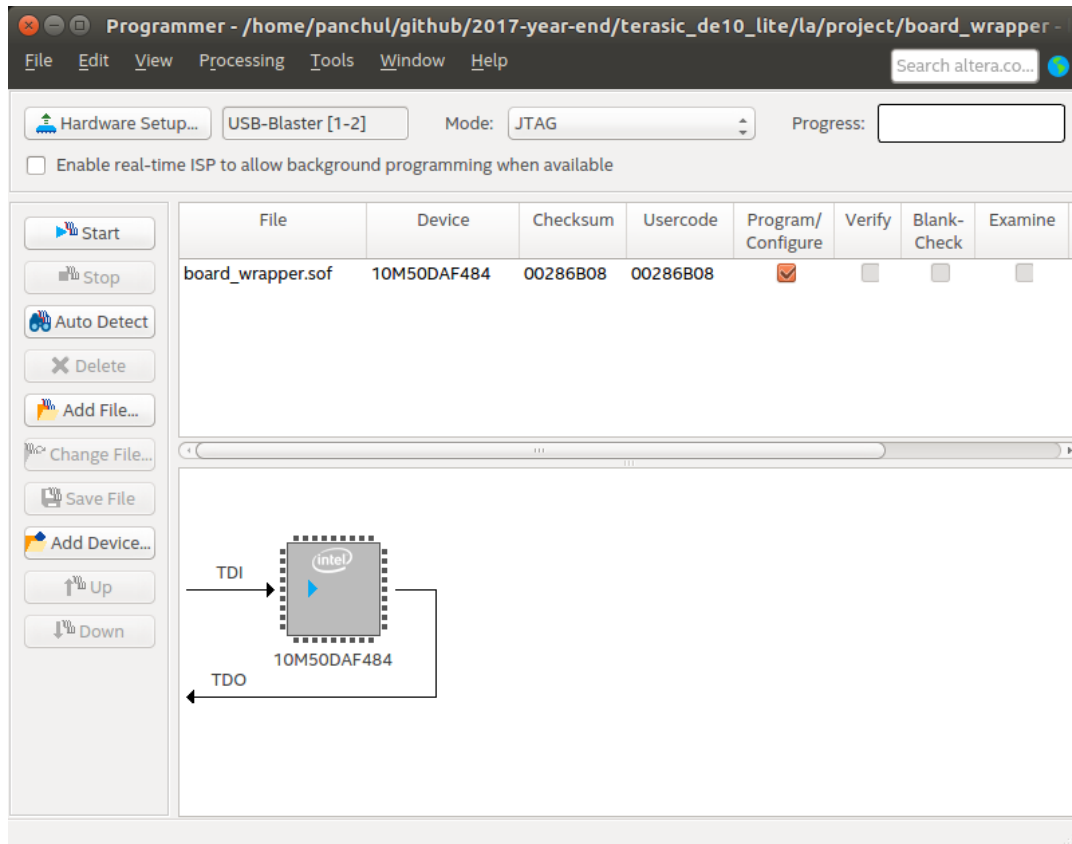 Programmer - /home/panchul/github/2017-year-end/terasic_de10_lite/la/project/board_wrapper -
File Edit View Processing Tools Window Help Search altera.co...
Hardware Setup... USB-Blaster [1-2] Mode: JTAG Progress:
Enable real-time ISP to allow background programming when available
Start
Stop
Auto Detect
Delete
Add File...
Change File...
Save File
Add Device...
Up
Down
File Device Checksum Usercode Program/ Verify Blank- Examine
Configure Check
board_wrapper.sof 10M50DAF484 00286B08 00286B08
intel
TDI
10M50DAF484
TDO